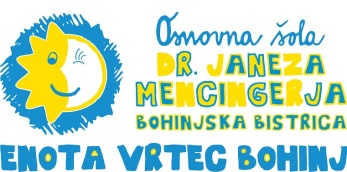 Osnovna šola
DR. JANEZA
MENCINGERJA
BOHINJSKA BISTRICA
ENOTA VRTEC BOHINJ